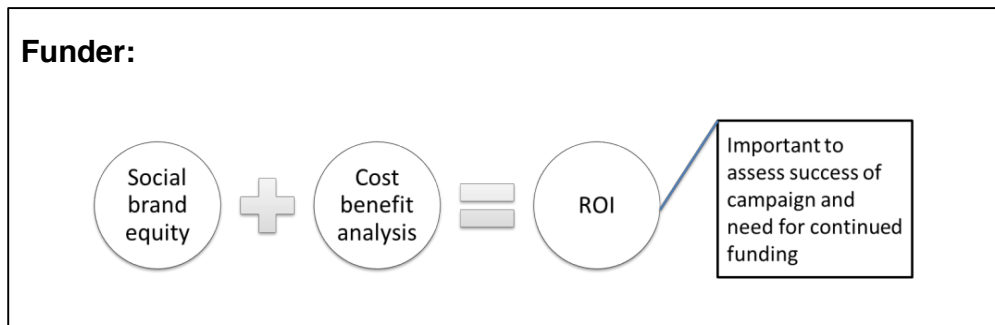 Funder:
Social
brand
equity
Cost
benefit
analysis
ROI
Important to
assess success of
campaign and
need for continued
funding